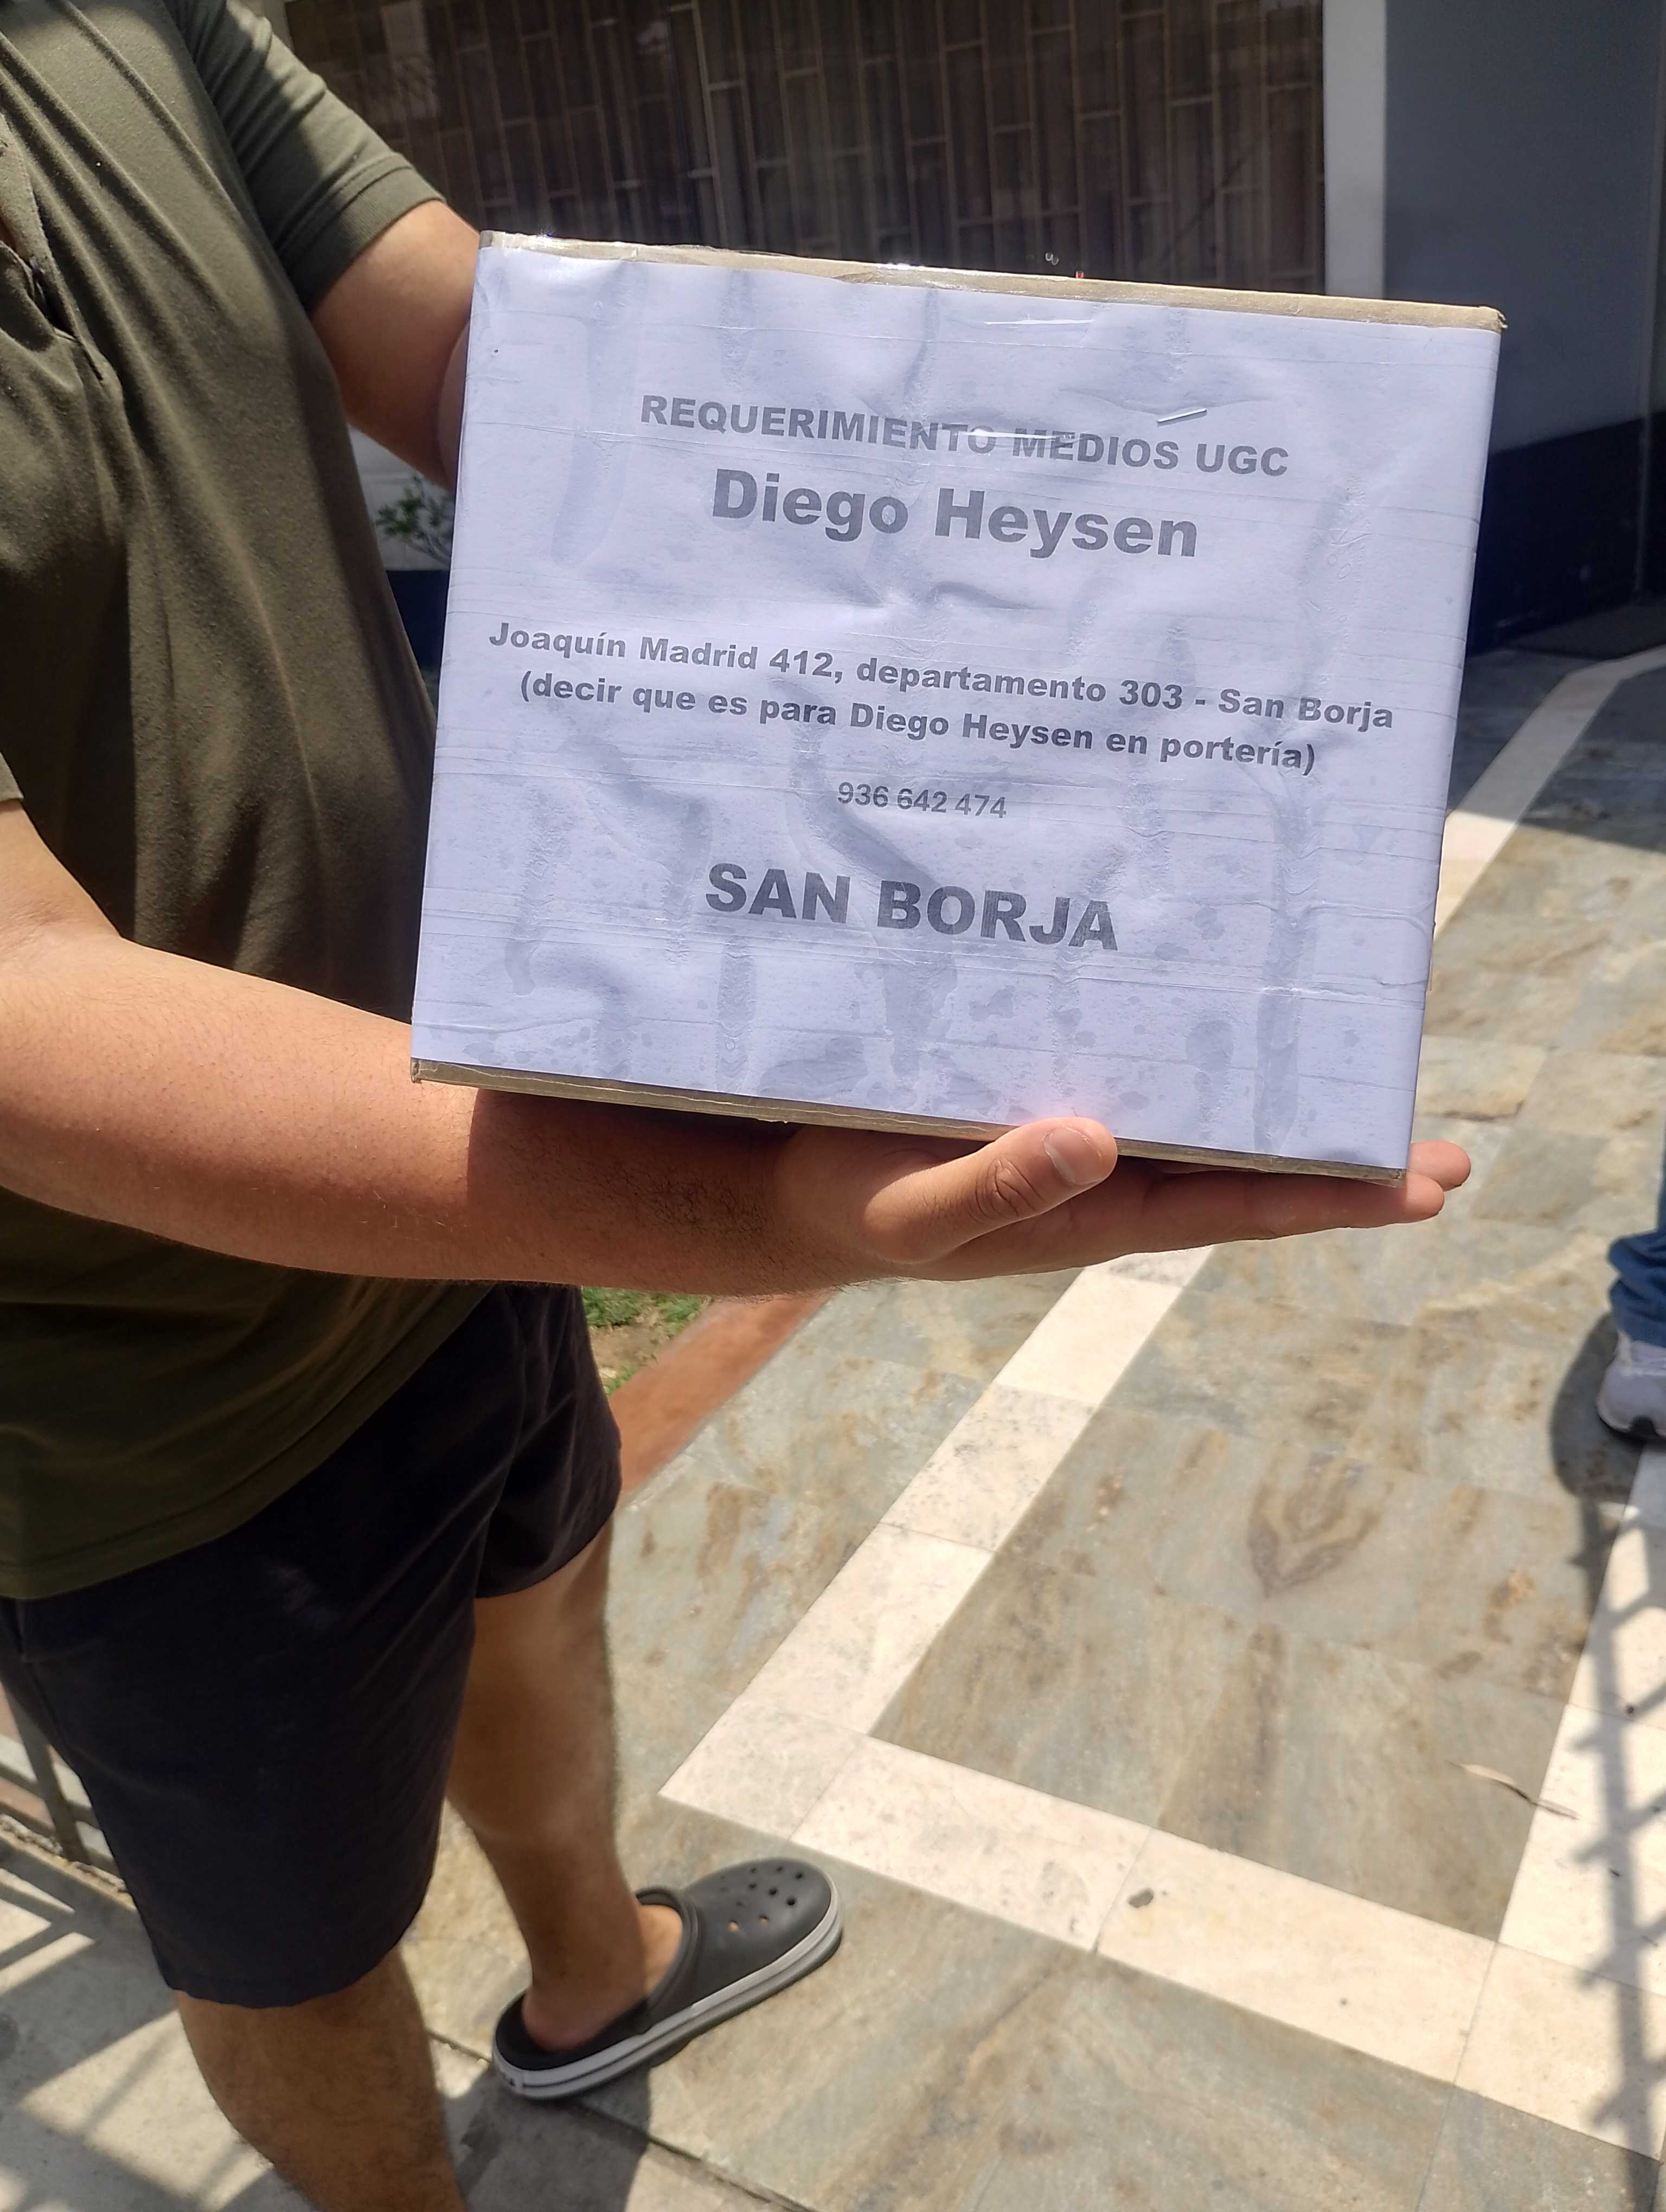 REQUERIMIENTO MEDIOS UGC
Diego Heysen
Joaquín Madrid 412, departamento 303 - San Borja
(decir que es para Diego Heysen en portería)
936 642 474
SAN BORJA